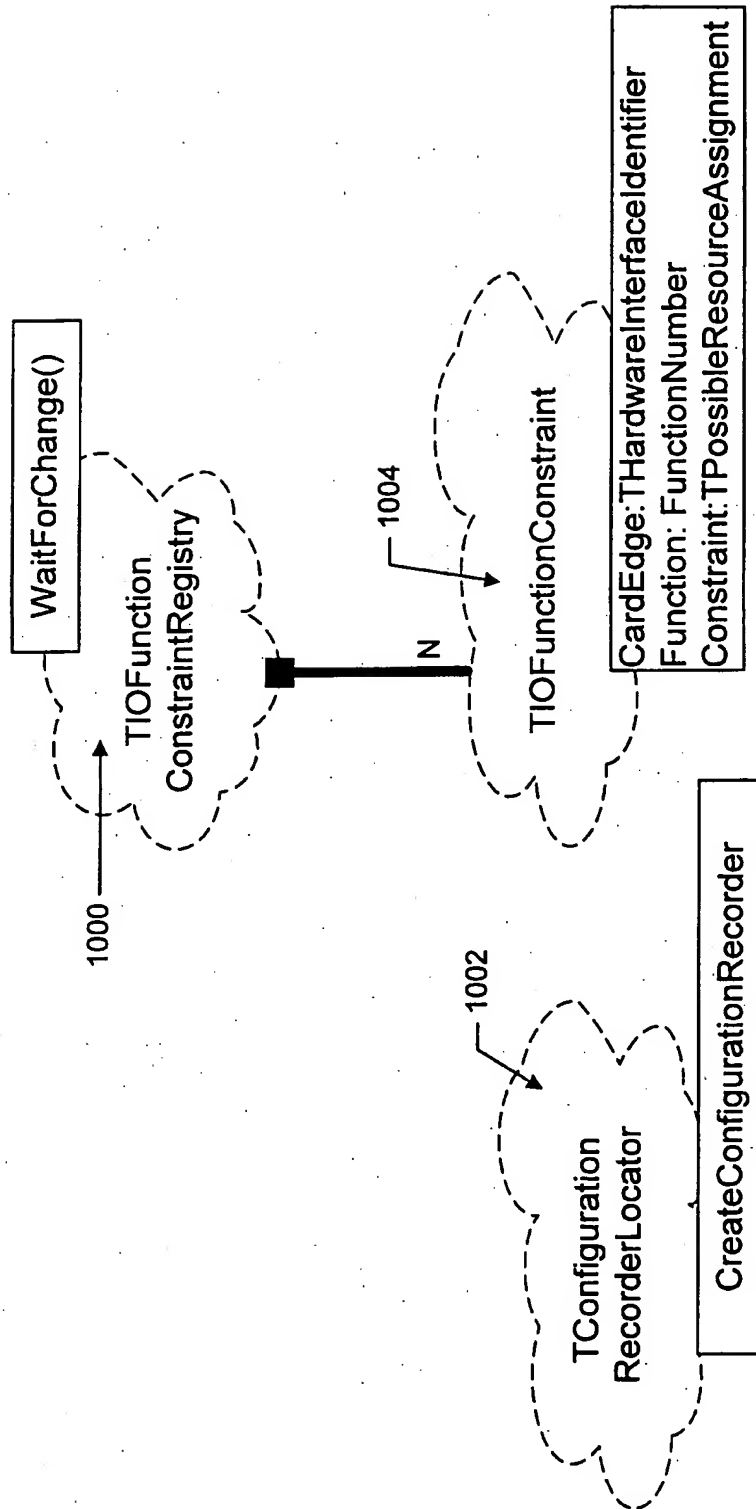 WaitForChange()
1000
TIOFunction
ConstraintRegistry
N
1004
TIOFunctionConstraint
CardEdge:THardwareInterfaceIdentifier
Function: FunctionNumber
Constraint:TPossibleResourceAssignment
1002
TConfiguration
RecorderLocator
CreateConfigurationRecorder